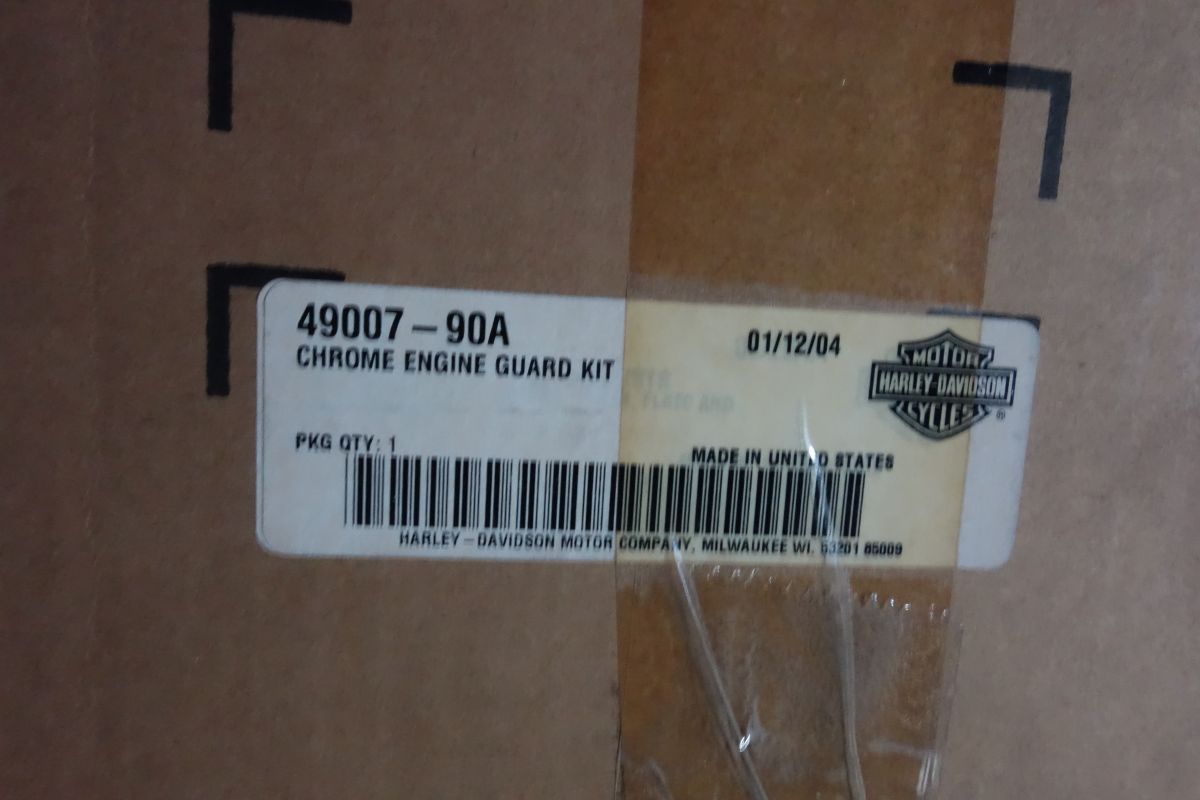 49007-90A
01/12/04
CHROME ENGINE GUARD KIT
MOTOR
HARLEY-DAVIDSON
CYCLES
®
PKG QTY: 1
MADE IN UNITED STATES
HARLEY-DAVIDSON MOTOR COMPANY, MILWAUKEE WI. 53201 85009